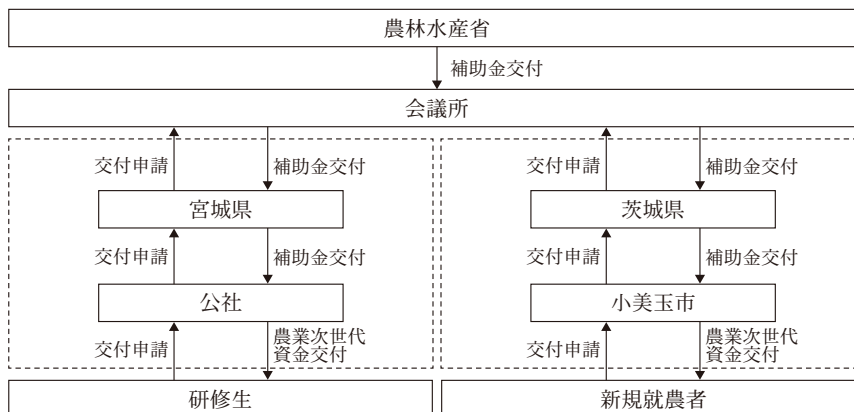 農林水産省
補助金交付
会議所
交付申請
補助金交付
交付申請
補助金交付
宮城県
茨城県
交付申請
補助金交付
交付申請
補助金交付
公社
小美玉市
交付申請
農業次世代
資金交付
交付申請
農業次世代
資金交付
研修生
新規就農者